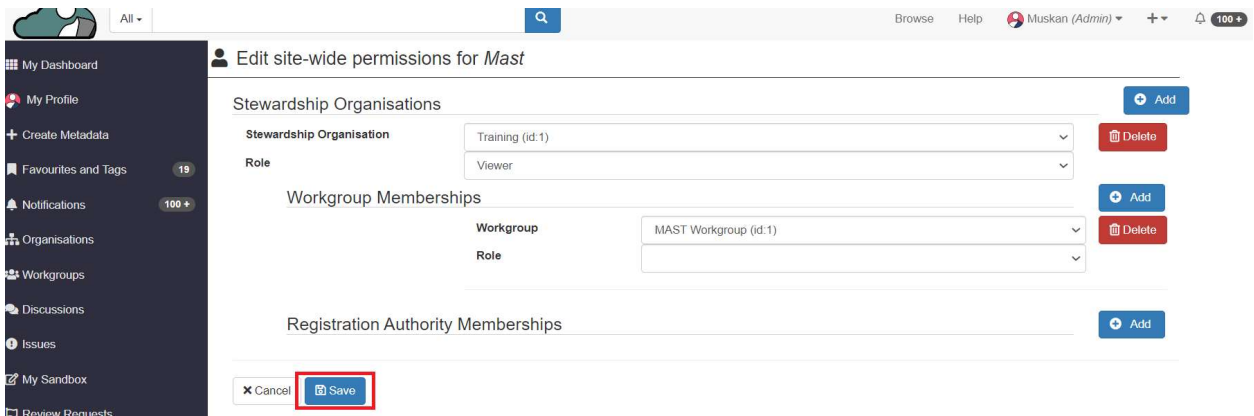 All
Browse Help Muskan (Admin) 100 +
My Dashboard
My Profile
Create Metadata
Favourites and Tags 19
Notifications 100 +
Organisations
Workgroups
Discussions
Issues
My Sandbox
Review Requests
Edit site-wide permissions for Mast
Stewardship Organisations Add
Stewardship Organisation Training (id:1) Delete
Role Viewer
Workgroup Memberships Add
Workgroup MAST Workgroup (id:1) Delete
Role
Registration Authority Memberships Add
Cancel Save